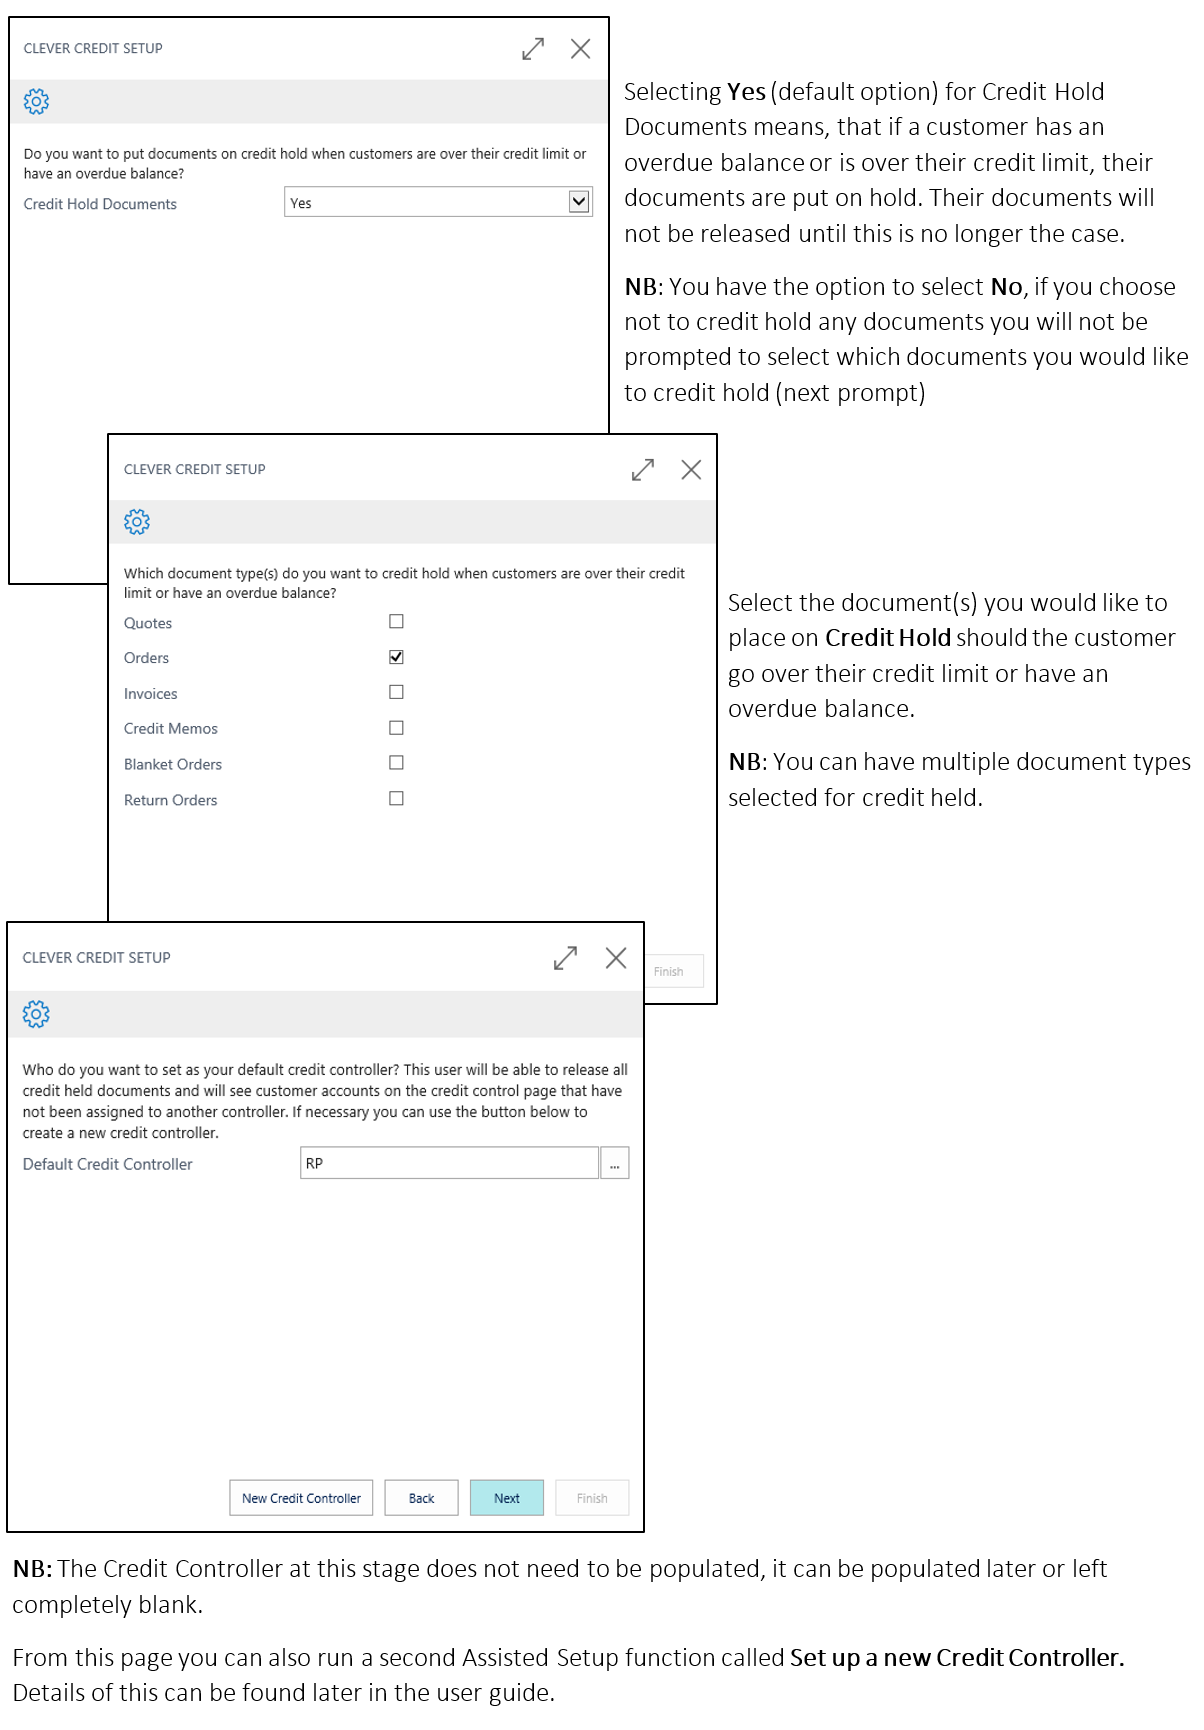 CLEVER CREDIT SETUP
Do you want to put documents on credit hold when customers are over their credit limit or
have an overdue balance?
Credit Hold Documents
Yes
Selecting Yes (default option) for Credit Hold
Documents means, that if a customer has an
overdue balance or is over their credit limit, their
documents are put on hold. Their documents will
not be released until this is no longer the case.
NB: You have the option to select No, if you choose
not to credit hold any documents you will not be
prompted to select which documents you would like
to credit hold (next prompt)
CLEVER CREDIT SETUP
Which document type(s) do you want to credit hold when customers are over their credit
limit or have an overdue balance?
Quotes
Orders
Invoices
Credit Memos
Blanket Orders
Return Orders
Finish
Select the document(s) you would like to
place on Credit Hold should the customer
go over their credit limit or have an
overdue balance.
NB: You can have multiple document types
selected for credit held.
CLEVER CREDIT SETUP
Who do you want to set as your default credit controller? This user will be able to release all
credit held documents and will see customer accounts on the credit control page that have
not been assigned to another controller. If necessary you can use the button below to
create a new credit controller.
Default Credit Controller
RP
...
New Credit Controller
Back
Next
Finish
NB: The Credit Controller at this stage does not need to be populated, it can be populated later or left
completely blank.
From this page you can also run a second Assisted Setup function called Set up a new Credit Controller.
Details of this can be found later in the user guide.